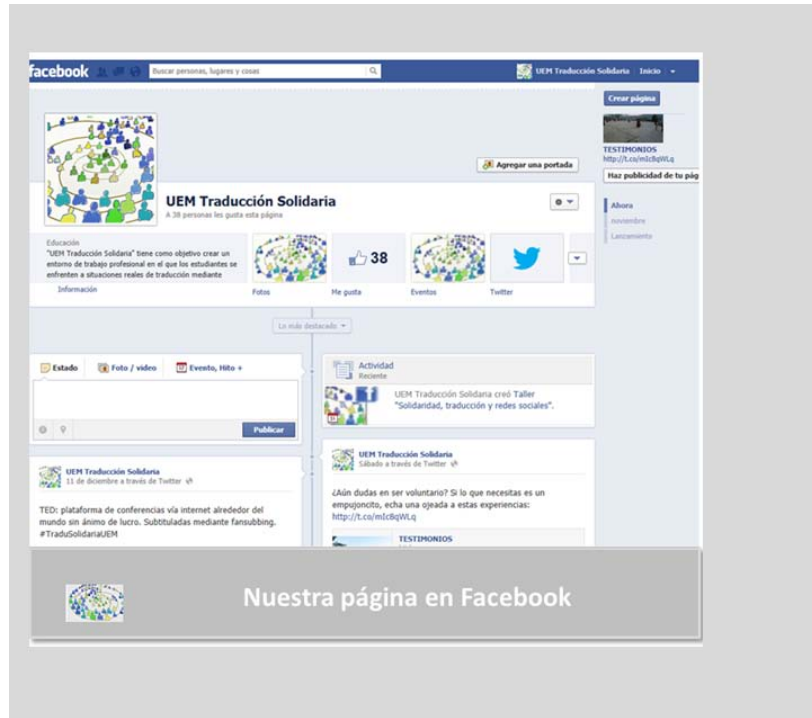 facebook
Buscar personas, lugares y cosas
UEM Traducción Solidaria Inicio
Crear página
TESTIMONIOS
http://t.co/mIcBqWLq
Haz publicidad de tu pág
Ahora
noviembre
Lanzamiento
Agregar una portada
UEM Traducción Solidaria
A 38 personas les gusta esta página
Educación
"UEM Traducción Solidaria" tiene como objetivo crear un
entorno de trabajo profesional en el que los estudiantes se
enfrenten a situaciones reales de traducción mediante
Información
38
Fotos
Me gusta
Eventos
Twitter
Lo más destacado
Estado
Foto / vídeo
Evento, Hito +
Publicar
UEM Traducción Solidaria
11 de diciembre a través de Twitter
TED: plataforma de conferencias vía internet alrededor del
mundo sin ánimo de lucro. Subtituladas mediante fansubbing.
#TraduSolidariaUEM
Actividad
Reciente
UEM Traducción Solidaria creó Taller
"Solidaridad, traducción y redes sociales".
UEM Traducción Solidaria
Sábado a través de Twitter
¿Aún dudas en ser voluntario? Si lo que necesitas es un
empujoncito, echa una ojeada a estas experiencias:
http://t.co/mIcBqWLq
TESTIMONIOS
Nuestra página en Facebook